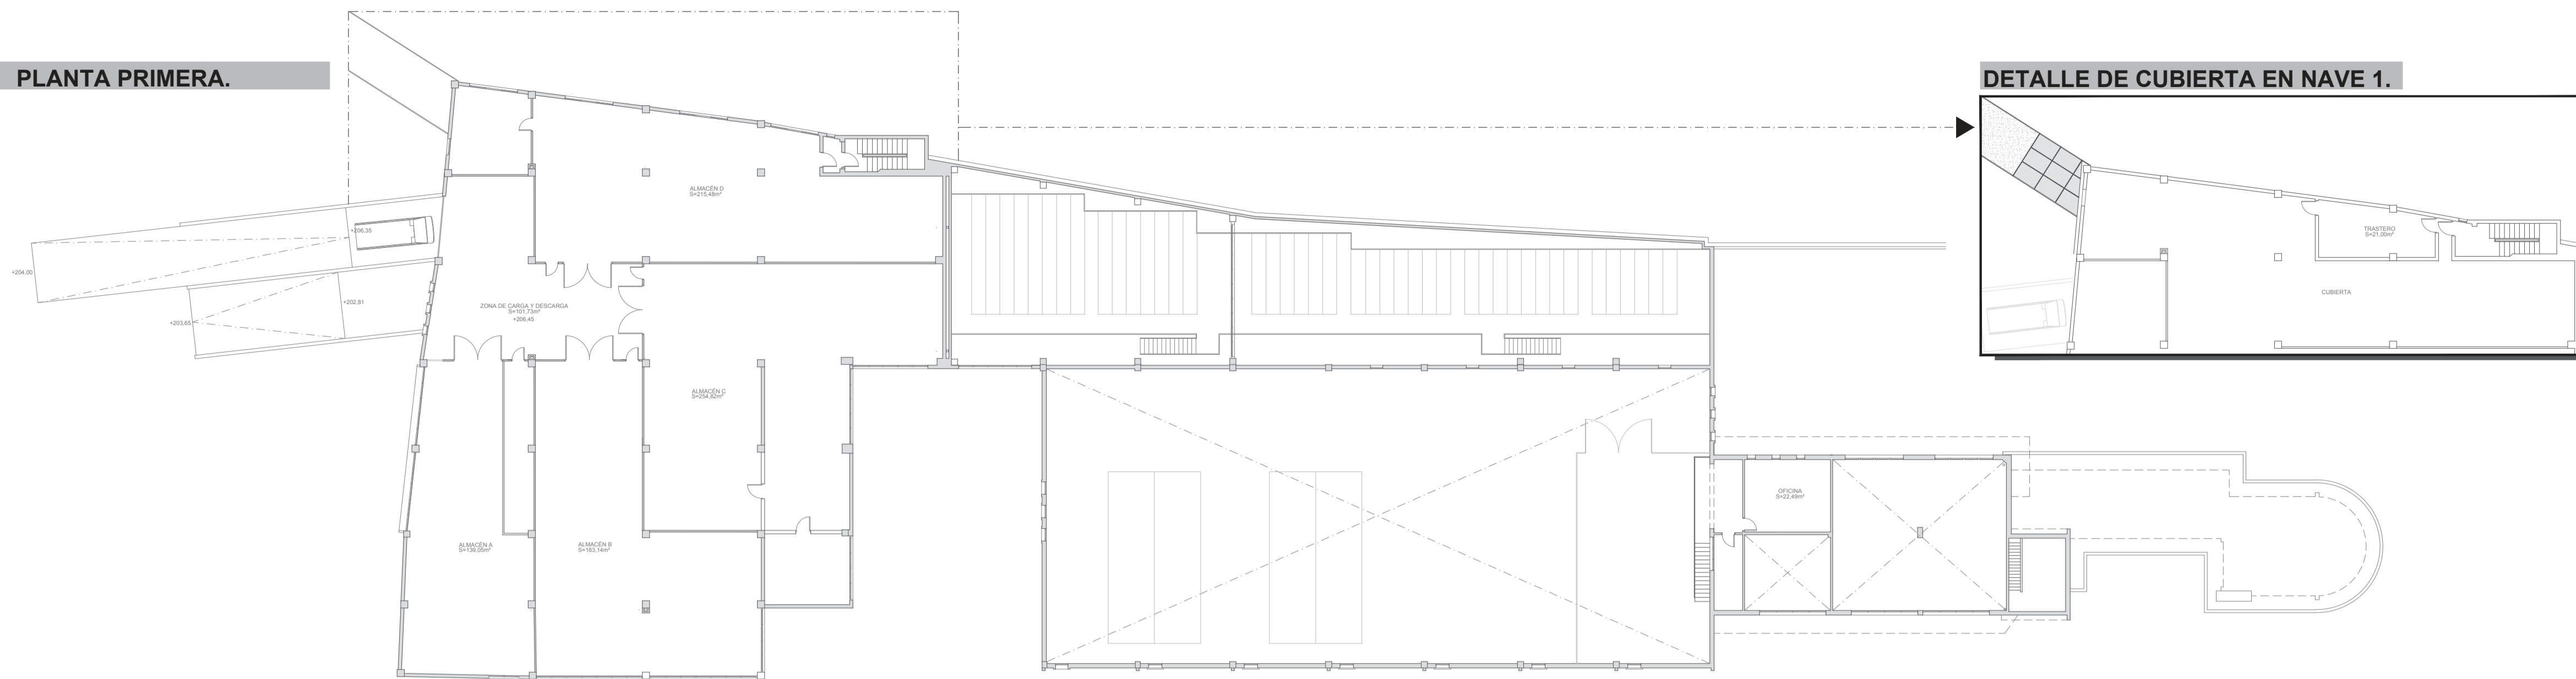 PLANTA PRIMERA.
DETALLE DE CUBIERTA EN NAVE 1.
ALMACÉN D
S=215,48m²
TRASTERO
S=21,00m²
+206,35
+204,00
CUBIERTA
+202,81
ZONA DE CARGA Y DESCARGA
S=101,73m²
+206,45
+203,65
ALMACÉN C
S=254,82m²
OFICINA
S=22,49m²
ALMACÉN A
S=139,05m²
ALMACÉN B
S=183,14m²